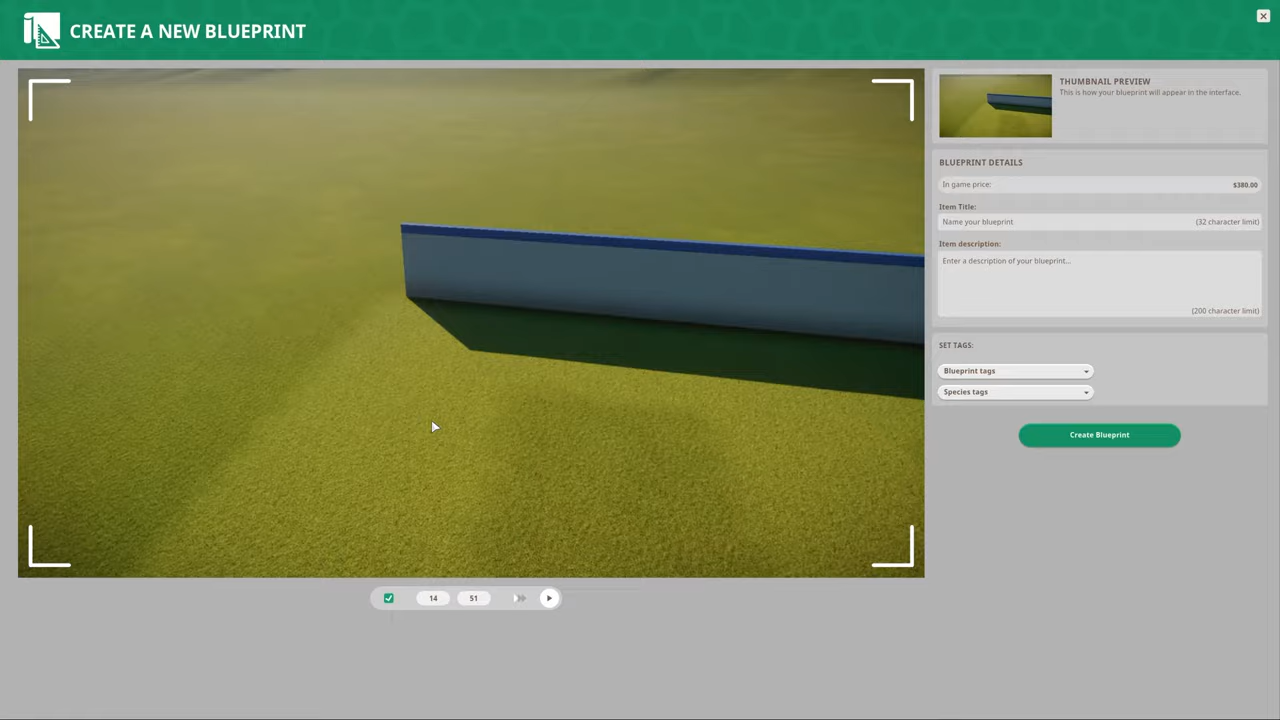 CREATE A NEW BLUEPRINT
THUMBNAIL PREVIEW
This is how your blueprint will appear in the interface.
BLUEPRINT DETAILS
In game price:
$380.00
Item Title:
Name your blueprint
(32 character limit)
Item description:
Enter a description of your blueprint...
(200 character limit)
SET TAGS:
Blueprint tags
Species tags
Create Blueprint
14
51